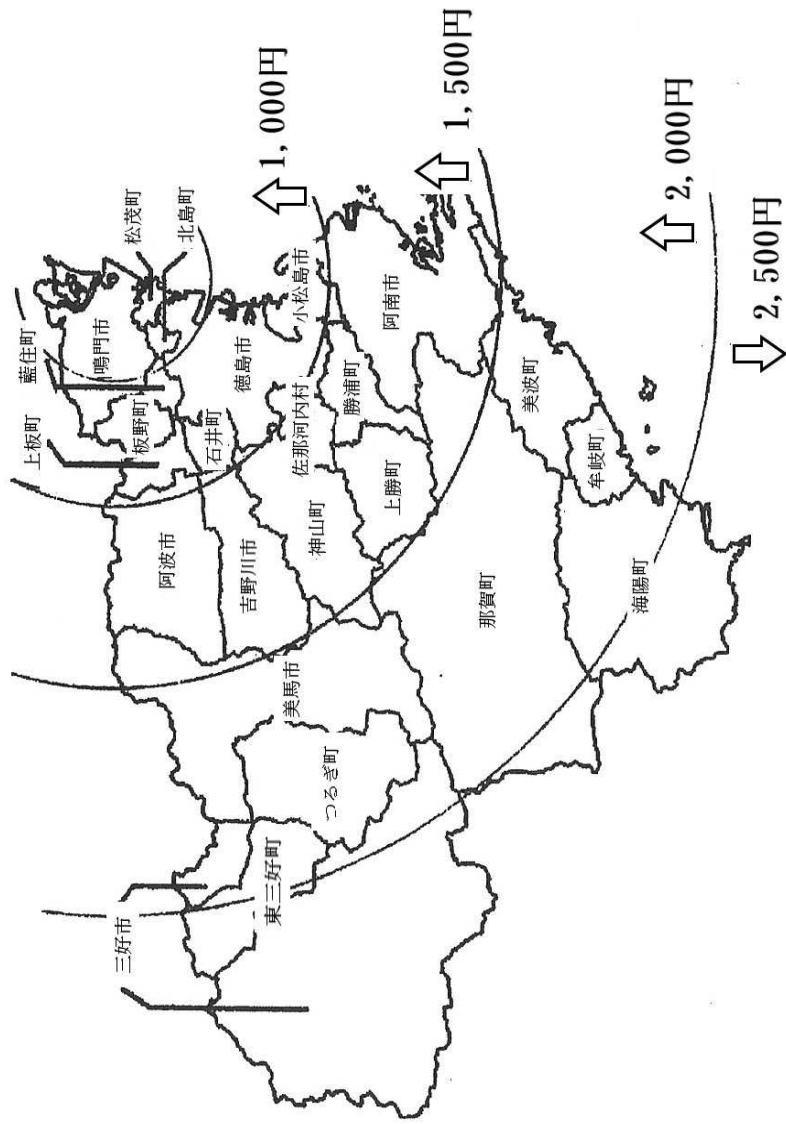 三好市
上板町
藍住町
松茂町
北島町
鳴門市
板野町
阿波市
石井町
徳島市
吉野川市
東三好町
美馬市
神山町
佐那河内村
小松島市
1,000円
つるぎ町
上勝町
勝浦町
阿南市
1,500円
那賀町
美波町
牟岐町
海陽町
2,000円
2,500円